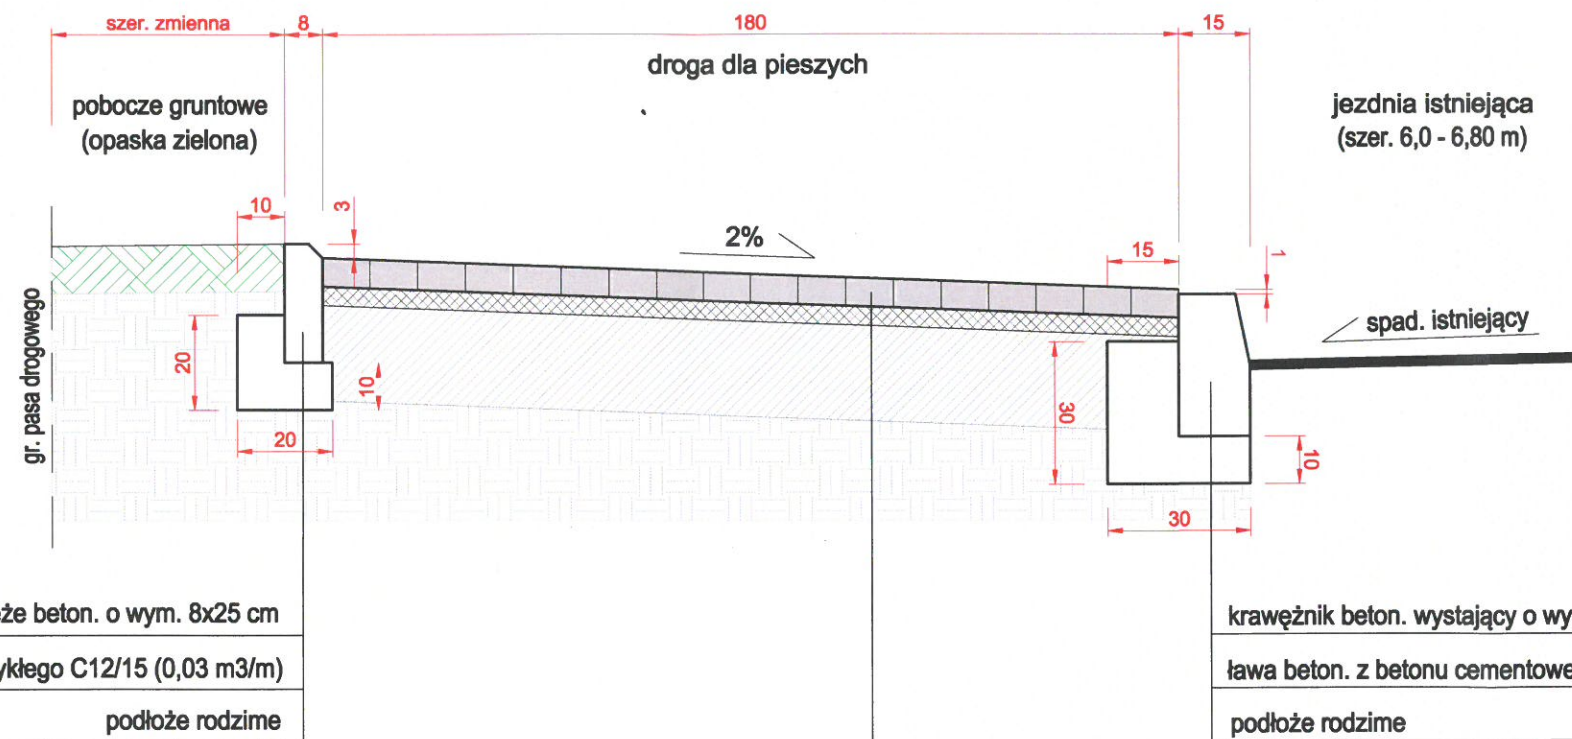 szer. zmienna
8
180
15
droga dla pieszych
pobocze gruntowe
(opaska zielona)
jezdnia istniejąca
(szer. 6,0 - 6,80 m)
10
3
2%
15
1
gr. pasa drogowego
spad. istniejący
20
10
30
20
10
30
że beton. o wym. 8x25 cm
krawężnik beton. wystający o wy
ykłego C12/15 (0,03 m3/m)
ława beton. z betonu cementowe
podłoże rodzime
podłoże rodzime